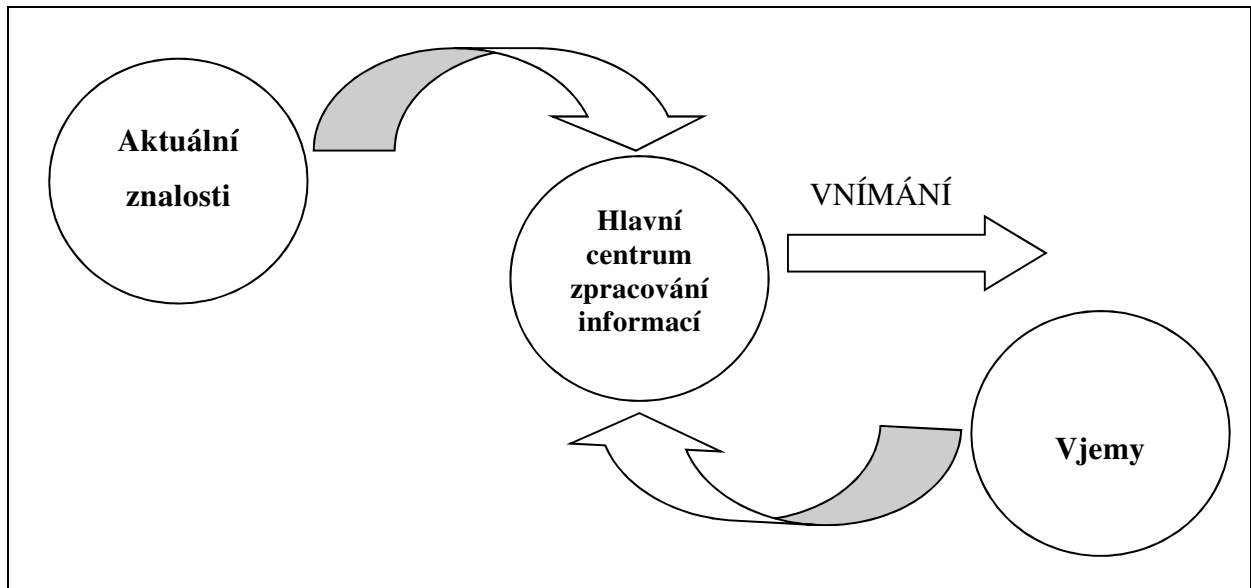 Aktuální
znalosti
Hlavní
centrum
zpracování
informací
VNÍMÁNÍ
Vjemy